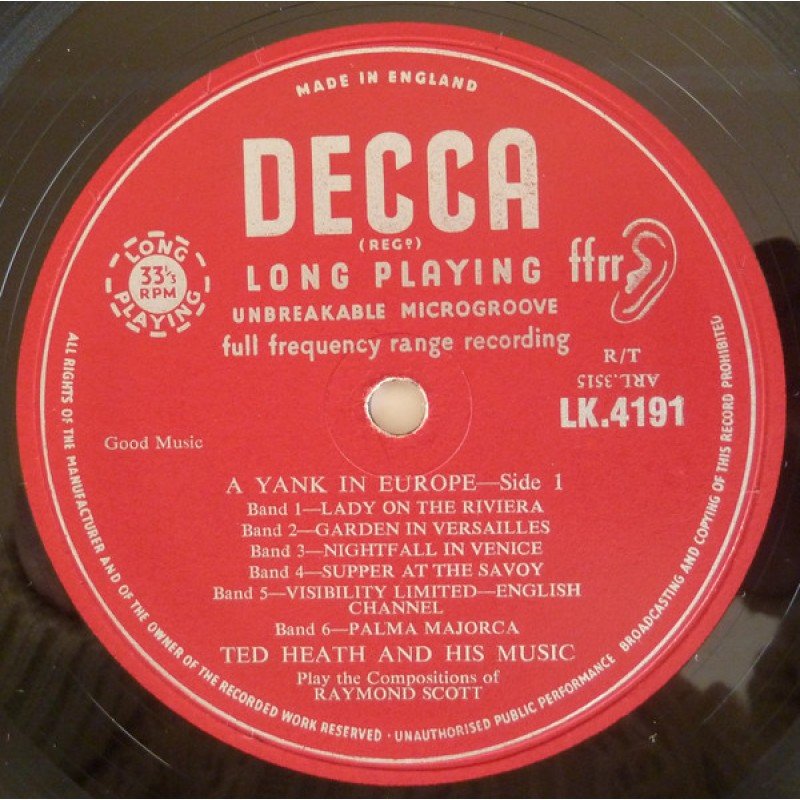 MADE IN ENGLAND
DECCA
(REGD)
LONG PLAYING
UNBREAKABLE MICROGROOVE
full frequency range recording
LONG
33⅓
RPM
PLAYING
ffrr
R/T
ARL.3515
LK.4191
Good Music
A YANK IN EUROPE—Side 1
Band 1—LADY ON THE RIVIERA
Band 2—GARDEN IN VERSAILLES
Band 3—NIGHTFALL IN VENICE
Band 4—SUPPER AT THE SAVOY
Band 5—VISIBILITY LIMITED—ENGLISH
CHANNEL
Band 6—PALMA MAJORCA
TED HEATH AND HIS MUSIC
Play the Compositions of
RAYMOND SCOTT
ALL RIGHTS OF THE MANUFACTURER AND OF THE OWNER OF THE RECORDED WORK RESERVED · UNAUTHORISED PUBLIC PERFORMANCE BROADCASTING AND COPYING OF THIS RECORD PROHIBITED